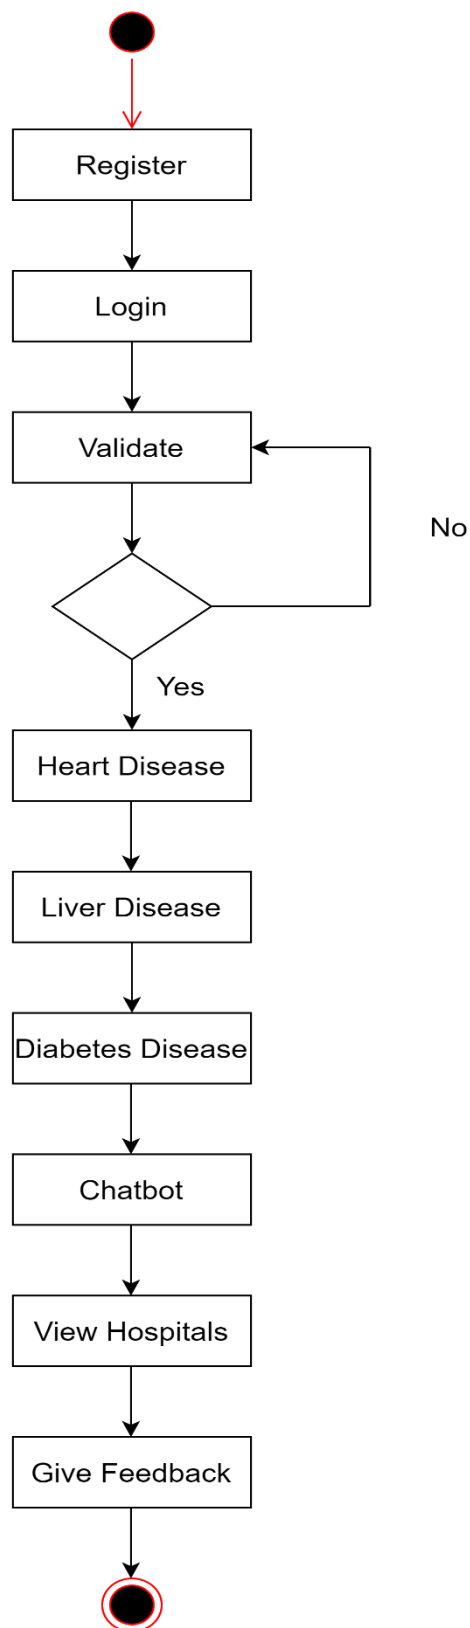 Register
Login
Validate
No
Yes
Heart Disease
Liver Disease
Diabetes Disease
Chatbot
View Hospitals
Give Feedback